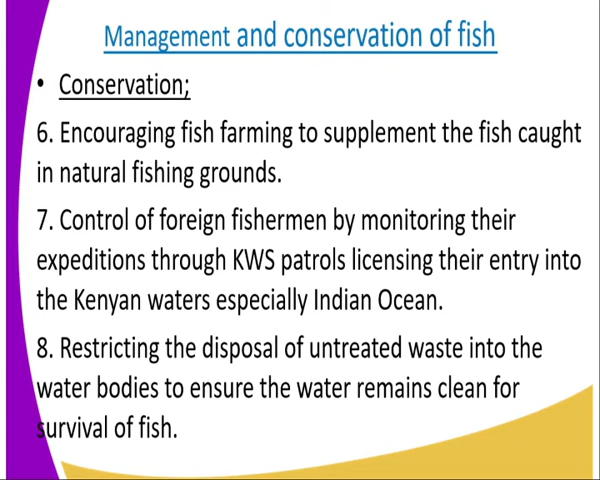 Management and conservation of fish
• Conservation;
6. Encouraging fish farming to supplement the fish caught
in natural fishing grounds.
7. Control of foreign fishermen by monitoring their
expeditions through KWS patrols licensing their entry into
the Kenyan waters especially Indian Ocean.
8. Restricting the disposal of untreated waste into the
water bodies to ensure the water remains clean for
survival of fish.